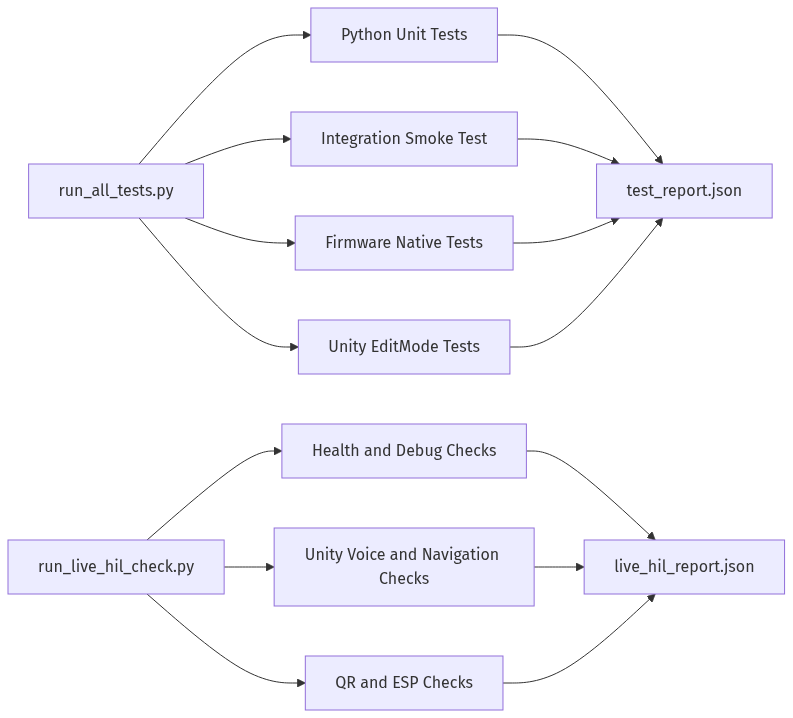 Python Unit Tests
Integration Smoke Test
run_all_tests.py
test_report.json
Firmware Native Tests
Unity EditMode Tests
Health and Debug Checks
run_live_hil_check.py
Unity Voice and Navigation
Checks
live_hil_report.json
QR and ESP Checks